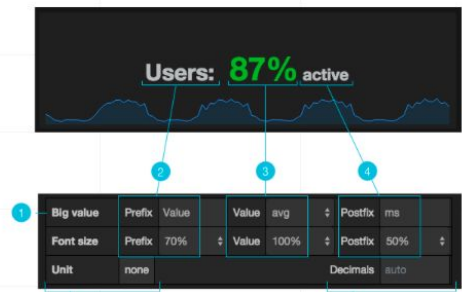 Users: 87% active
2 3 4
1 Big value Prefix Value Value avg Postfix ms
Font size Prefix 70% Value 100% Postfix 50%
Unit none Decimals auto